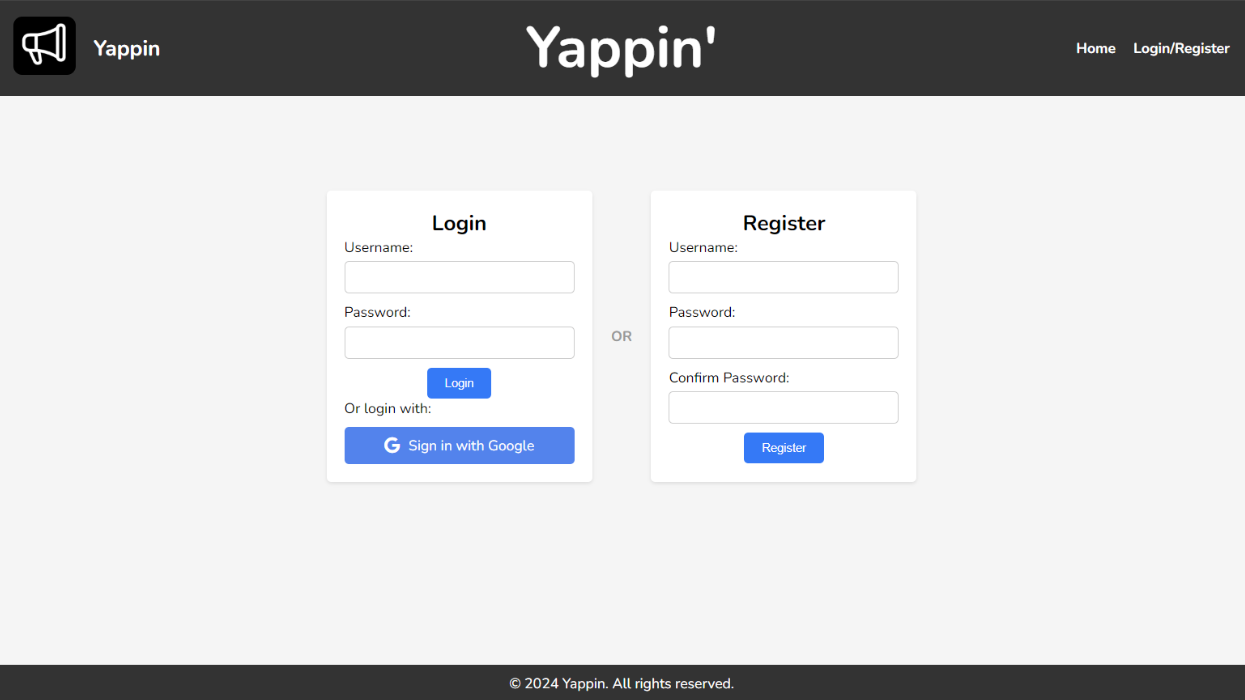 Yappin
Yappin'
Home
Login/Register
Login
Username:
Password:
Login
Or login with:
Sign in with Google
OR
Register
Username:
Password:
Confirm Password:
Register
© 2024 Yappin. All rights reserved.